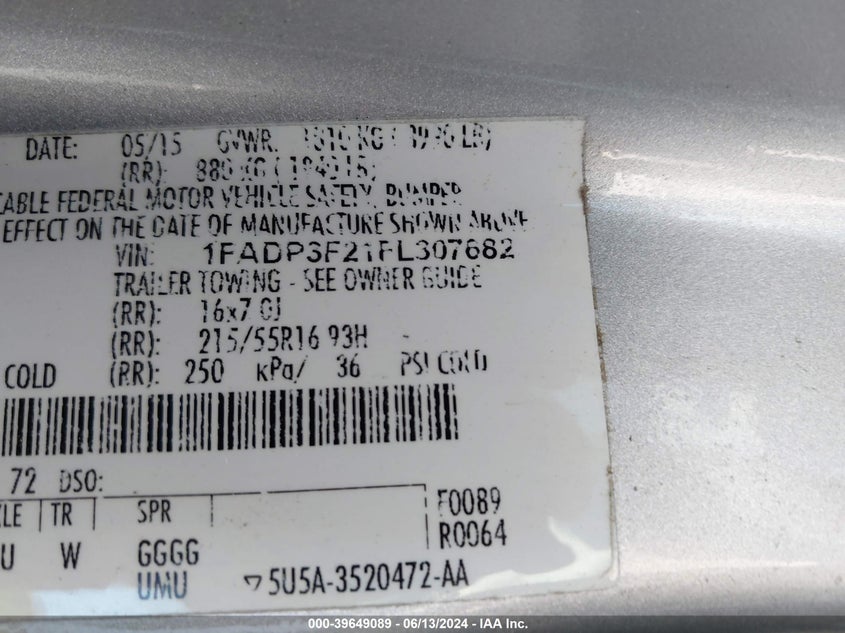 DATE: 05/15 GVWR:
(RR):
CABLE FEDERAL MOTOR VEHICLE SAFETY, BUMPER
EFFECT ON THE DATE OF MANUFACTURE SHOWN ABOVE
VIN: 1FADP3F21FL307682
TRAILER TOWING - SEE OWNER GUIDE
(RR): 16x7.0J
(RR): 215/55R16 93H
COLD (RR): 250 kPa/ 36 PSI COLD
72 DSO:
TR SPR F0089
R0064
U W GGGG
UMU 5U5A-3520472-AA
000-39649089 - 06/13/2024 - IAA Inc.